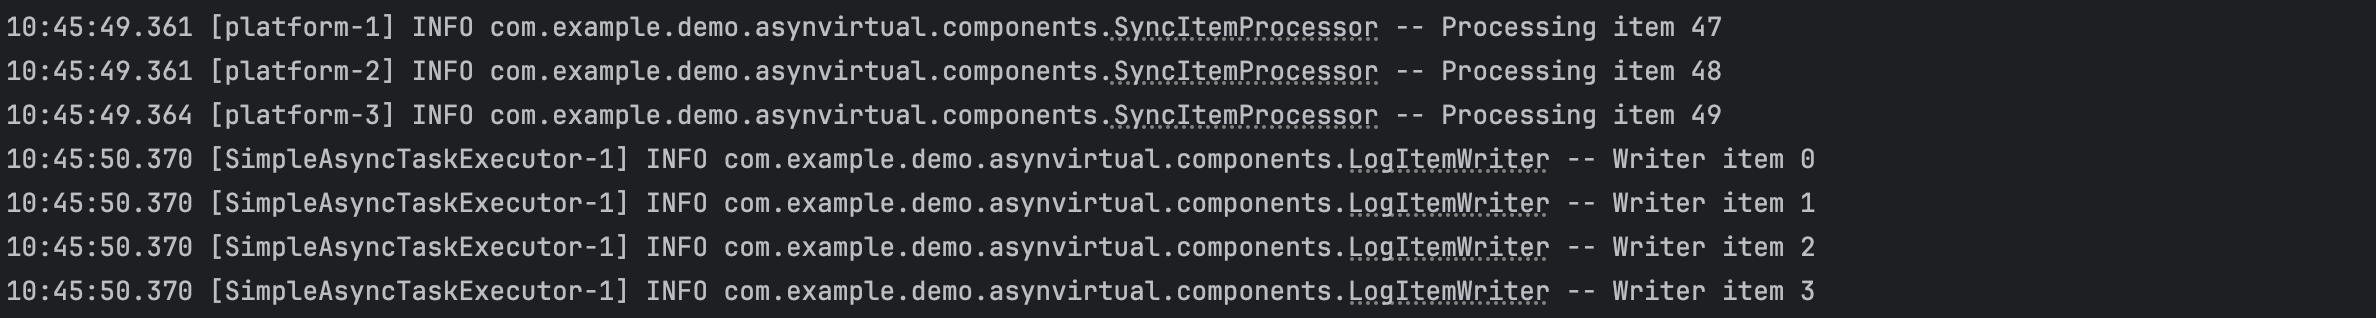 10:45:49.361 [platform-1] INFO com.example.demo.asynvirtual.components.SyncItemProcessor -- Processing item 47
10:45:49.361 [platform-2] INFO com.example.demo.asynvirtual.components.SyncItemProcessor -- Processing item 48
10:45:49.364 [platform-3] INFO com.example.demo.asynvirtual.components.SyncItemProcessor -- Processing item 49
10:45:50.370 [SimpleAsyncTaskExecutor-1] INFO com.example.demo.asynvirtual.components.LogItemWriter -- Writer item 0
10:45:50.370 [SimpleAsyncTaskExecutor-1] INFO com.example.demo.asynvirtual.components.LogItemWriter -- Writer item 1
10:45:50.370 [SimpleAsyncTaskExecutor-1] INFO com.example.demo.asynvirtual.components.LogItemWriter -- Writer item 2
10:45:50.370 [SimpleAsyncTaskExecutor-1] INFO com.example.demo.asynvirtual.components.LogItemWriter -- Writer item 3